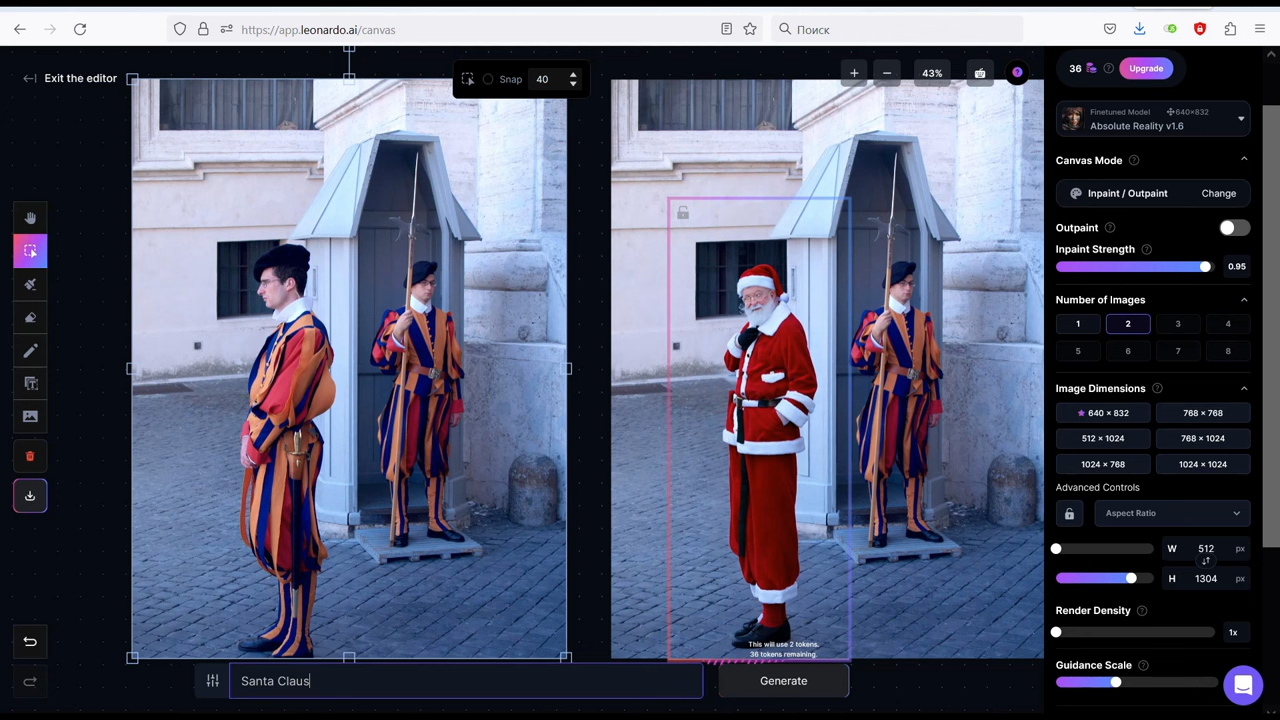 https://app.leonardo.ai/canvas
Поиск
Exit the editor
Snap 40
43%
36 Upgrade
Finetuned Model 640×832
Absolute Reality v1.6
Canvas Mode
Inpaint / Outpaint Change
Outpaint
Inpaint Strength
0.95
Number of Images
1 2 3 4
5 6 7 8
Image Dimensions
640 × 832 768 × 768
512 × 1024 768 × 1024
1024 × 768 1024 × 1024
Advanced Controls
Aspect Ratio
W 512 px
H 1304 px
Render Density
1x
Guidance Scale
This will use 2 tokens.
36 tokens remaining.
Santa Claus
Generate